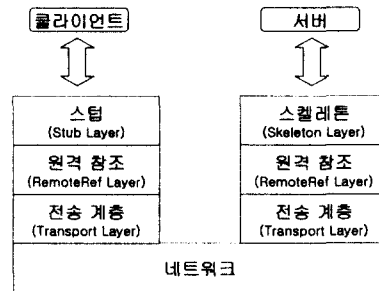 클라이언트
서버
스텁
(Stub Layer)
스켈레톤
(Skeleton Layer)
원격 참조
(RemoteRef Layer)
원격 참조
(RemoteRef Layer)
전송 계층
(Transport Layer)
전송 계층
(Transport Layer)
네트워크